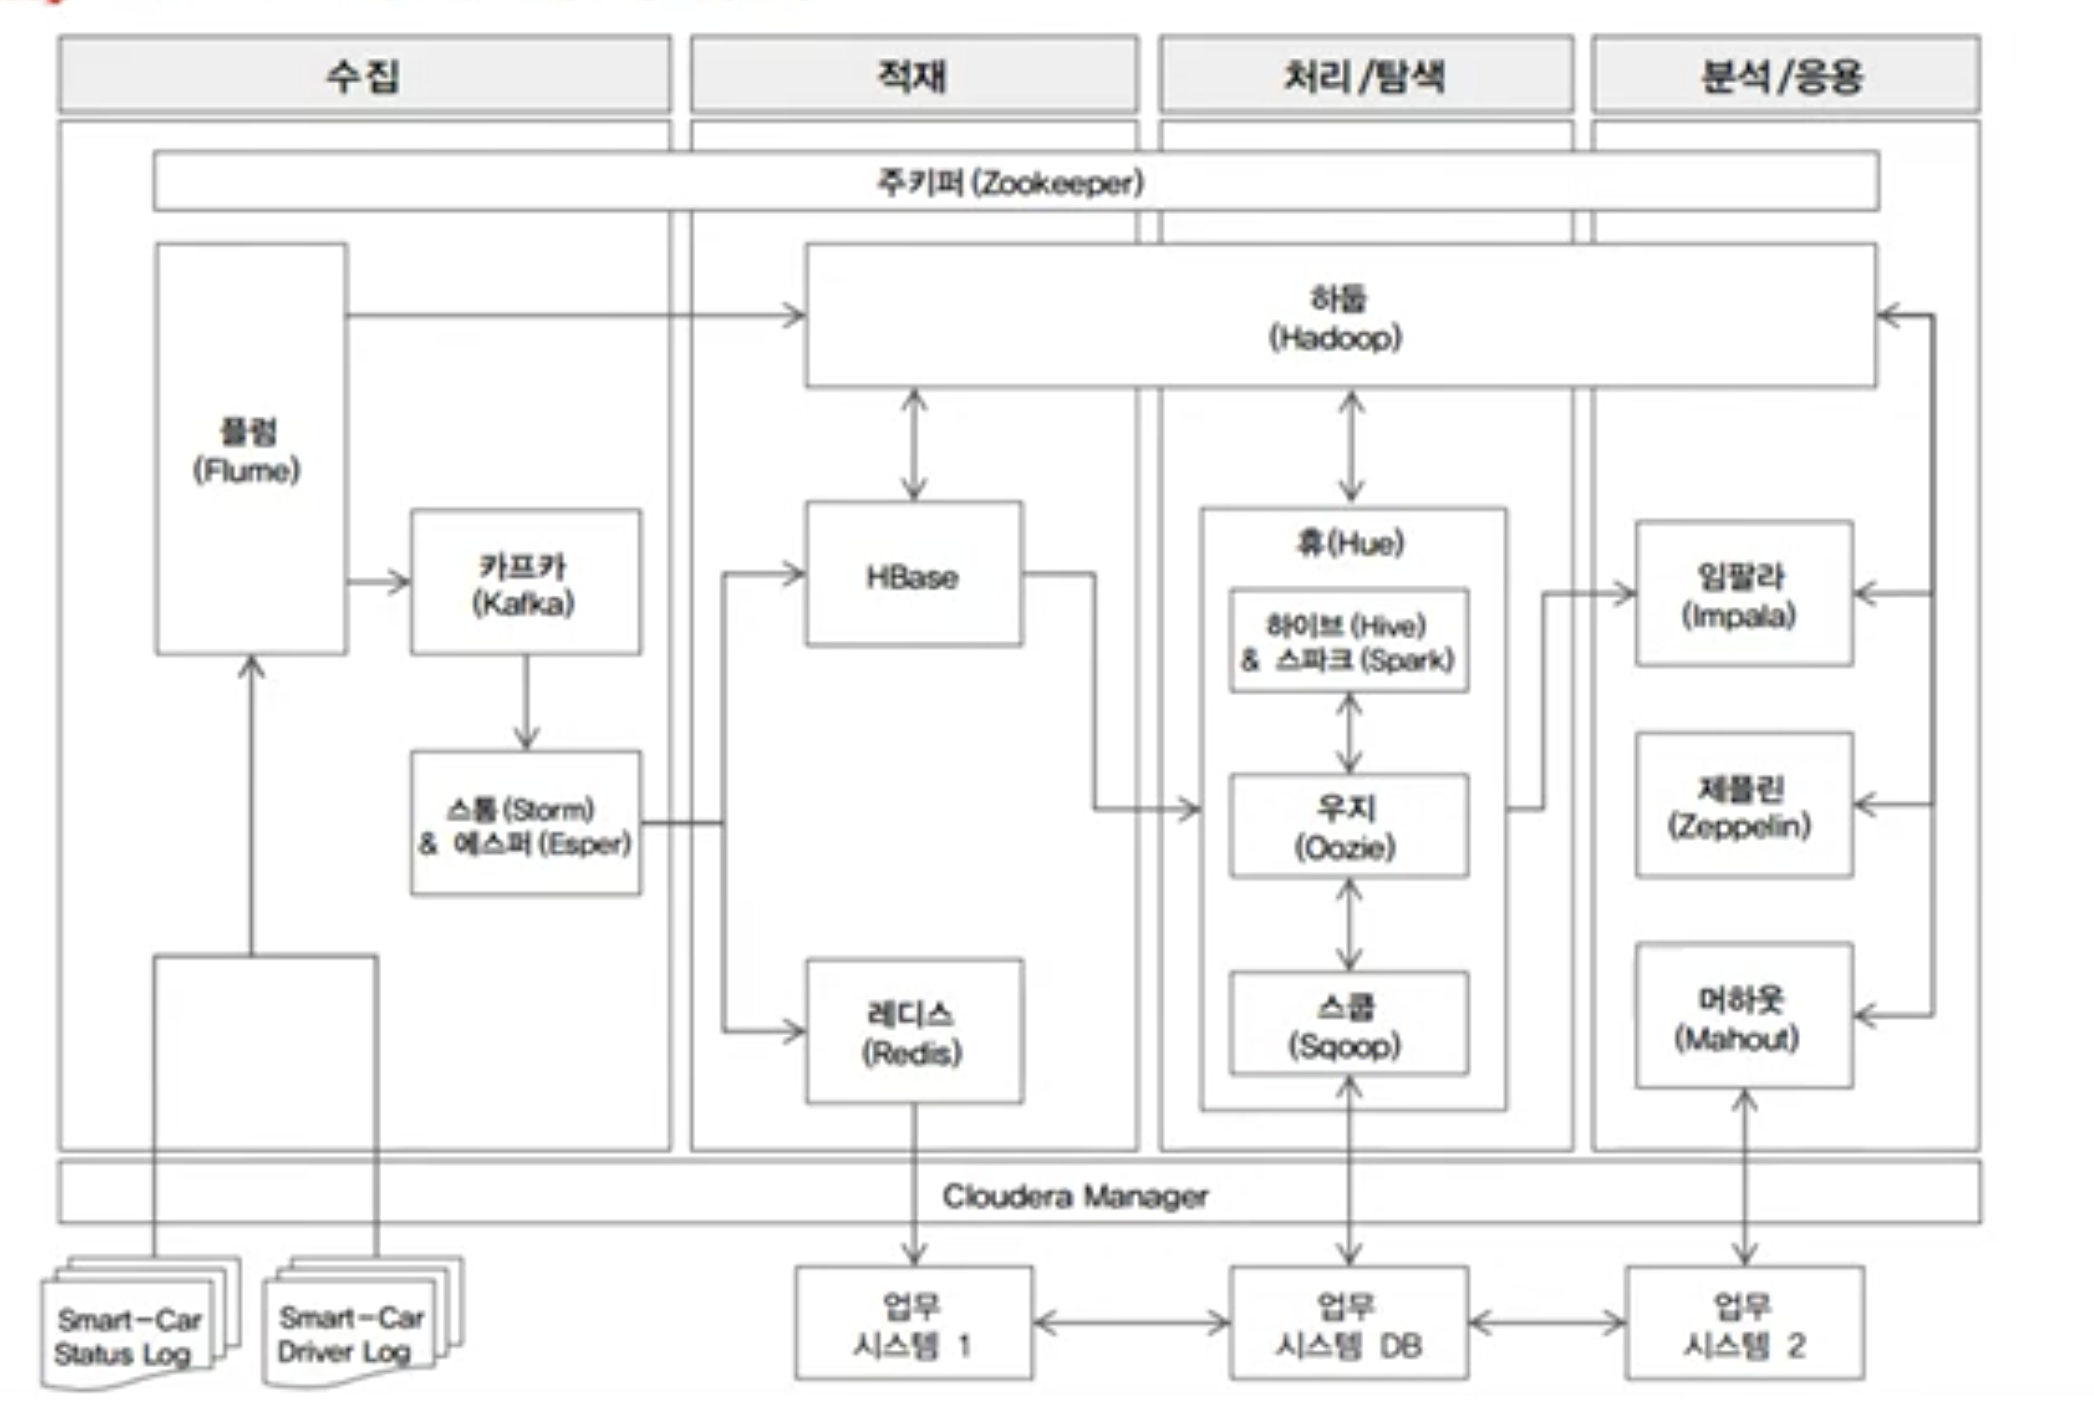 수집
적재
처리/탐색
분석/응용
주키퍼(Zookeeper)
하둡
(Hadoop)
플럼
(Flume)
카프카
(Kafka)
HBase
휴(Hue)
하이브(Hive)
& 스파크(Spark)
임팔라
(Impala)
스톰(Storm)
& 에스퍼(Esper)
우지
(Oozie)
제플린
(Zeppelin)
레디스
(Redis)
스쿱
(Sqoop)
머하웃
(Mahout)
Cloudera Manager
Smart-Car
Status Log
Smart-Car
Driver Log
업무
시스템 1
업무
시스템 DB
업무
시스템 2